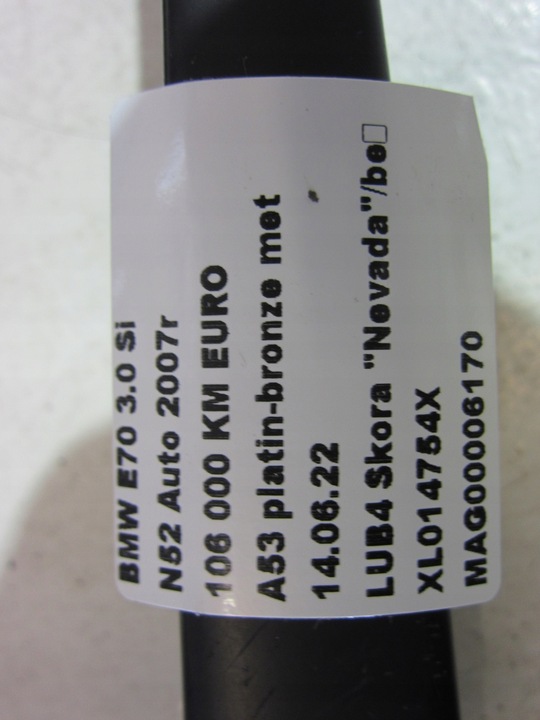 BMW E70 3.0 Si
N52 Auto 2007r
106 000 KM EURO
A53 platin-bronze met
14.06.22
LUB4 Skora "Nevada"/be□
XL014754X
MAG00006170